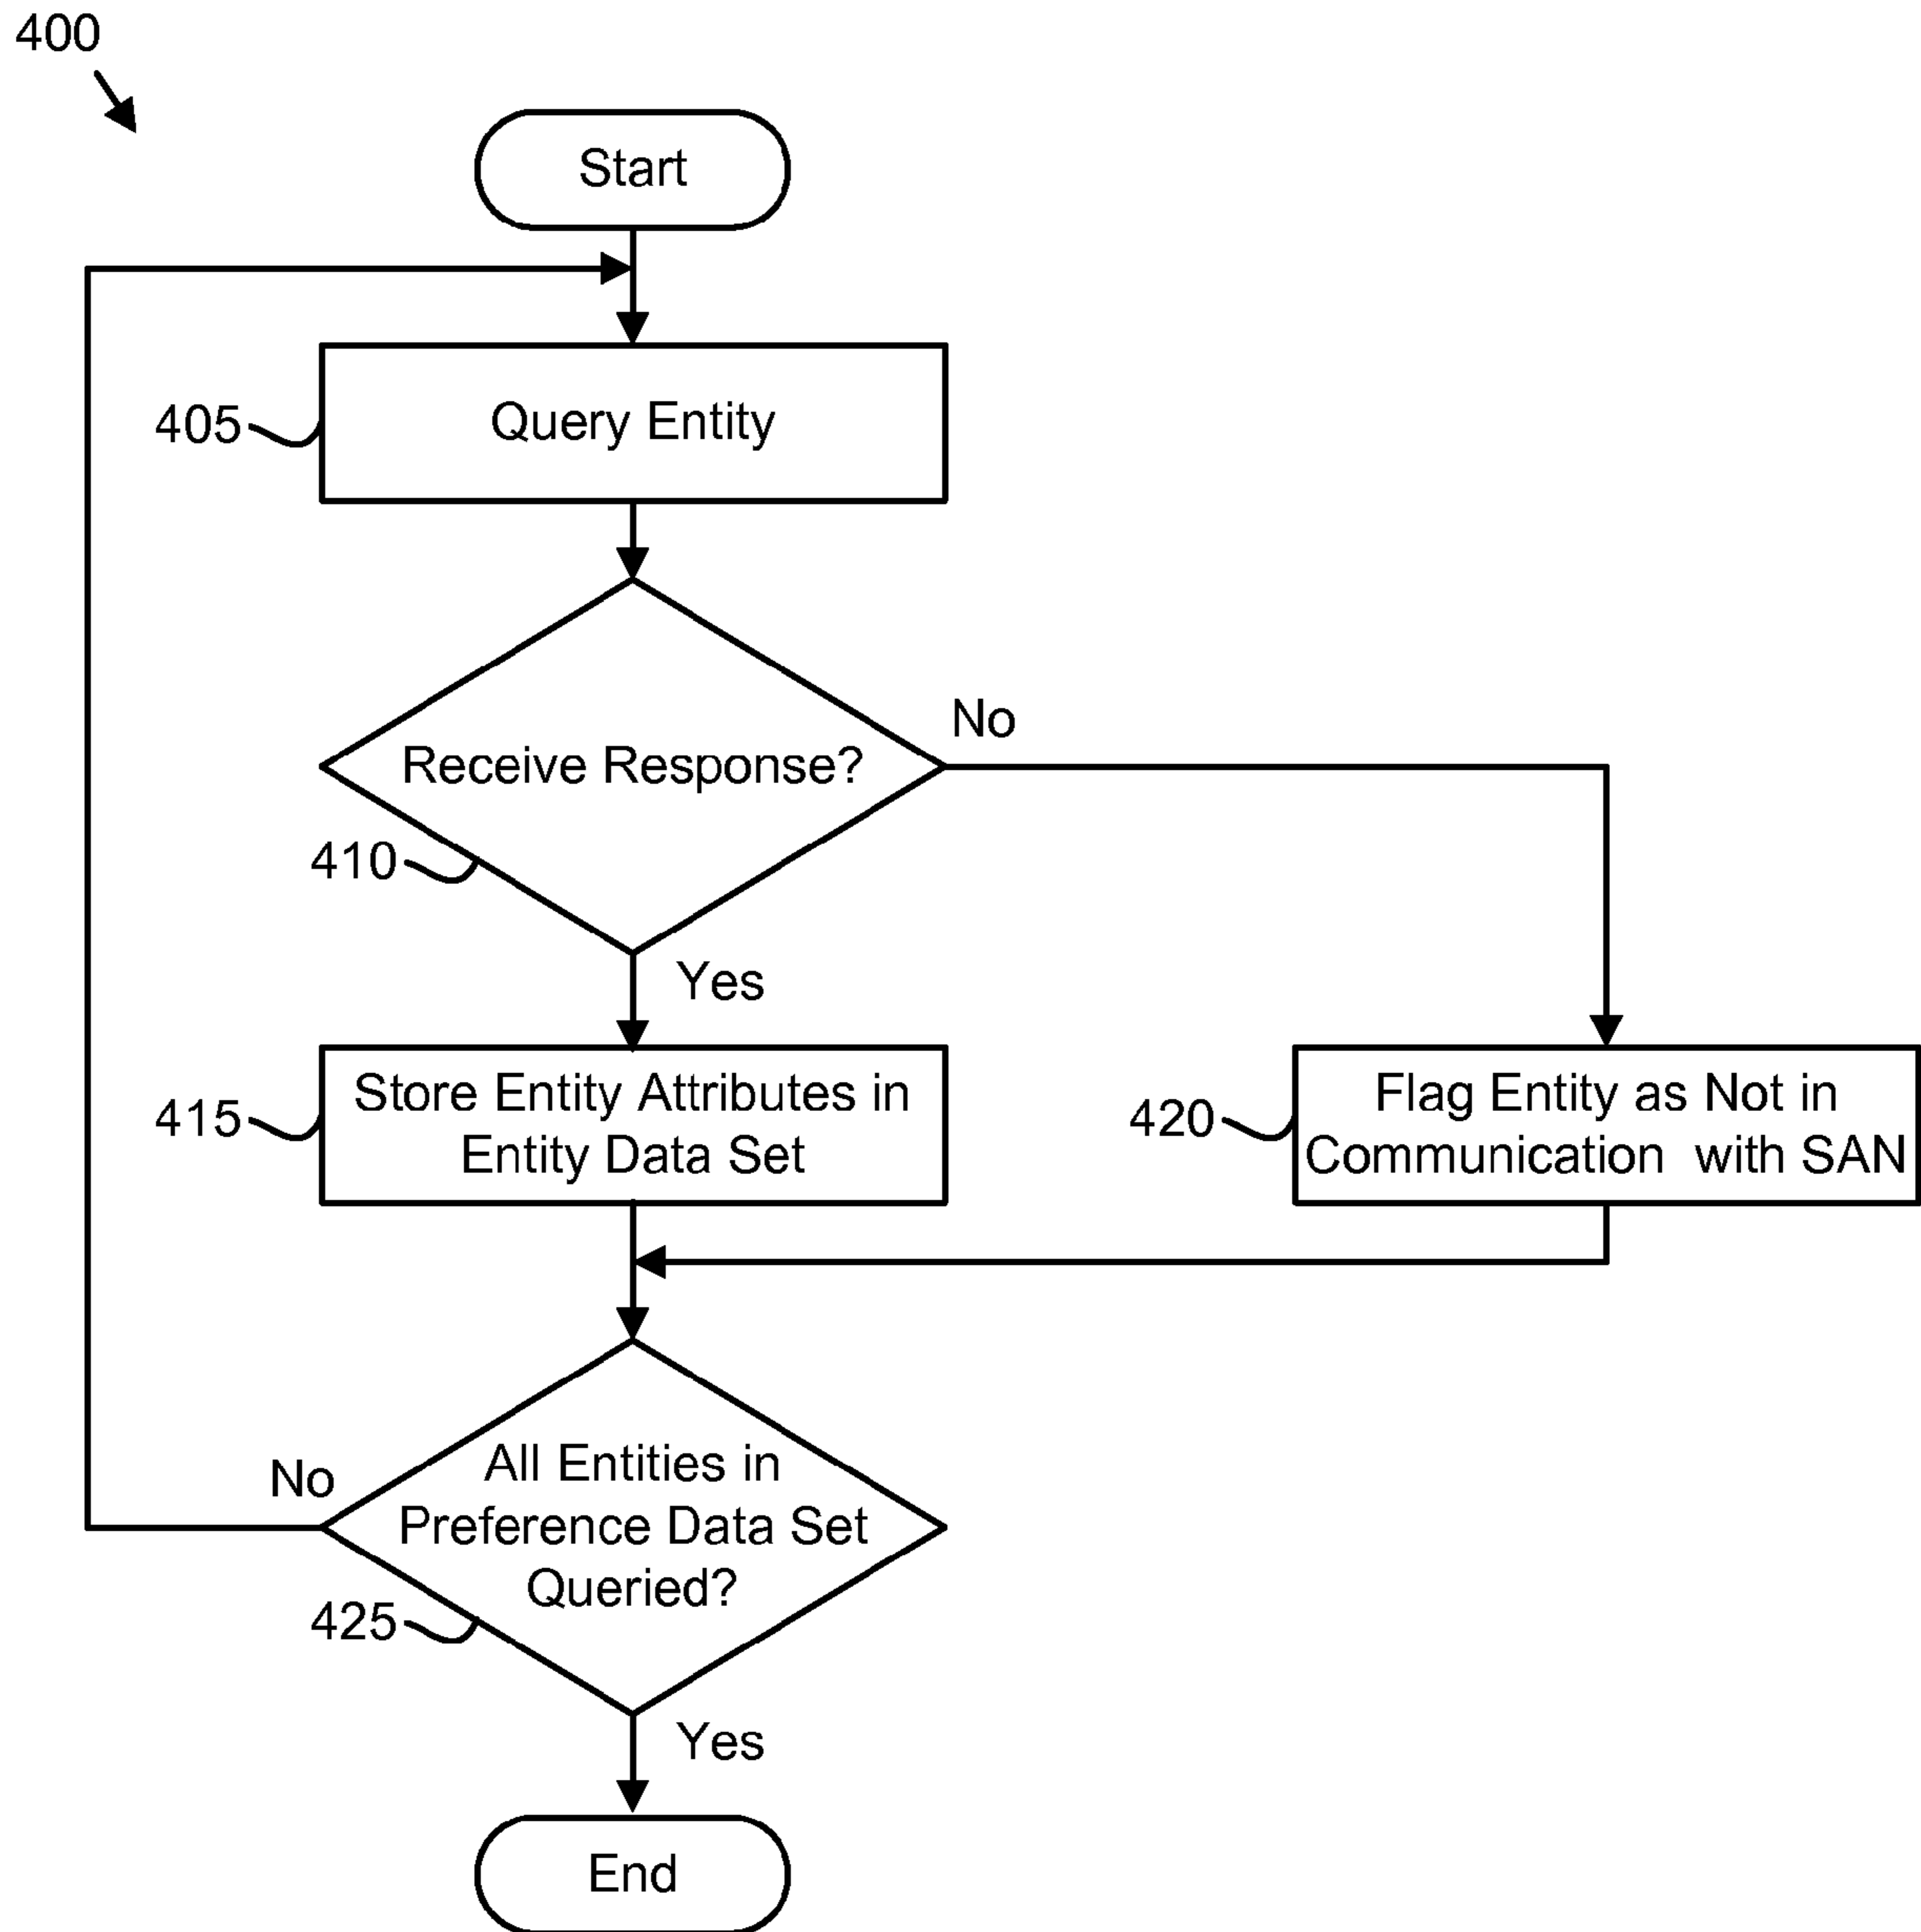 400
Start
405
Query Entity
Receive Response?
No
410
Yes
415
Store Entity Attributes in
Entity Data Set
420
Flag Entity as Not in
Communication with SAN
No
All Entities in
Preference Data Set
Queried?
425
Yes
End